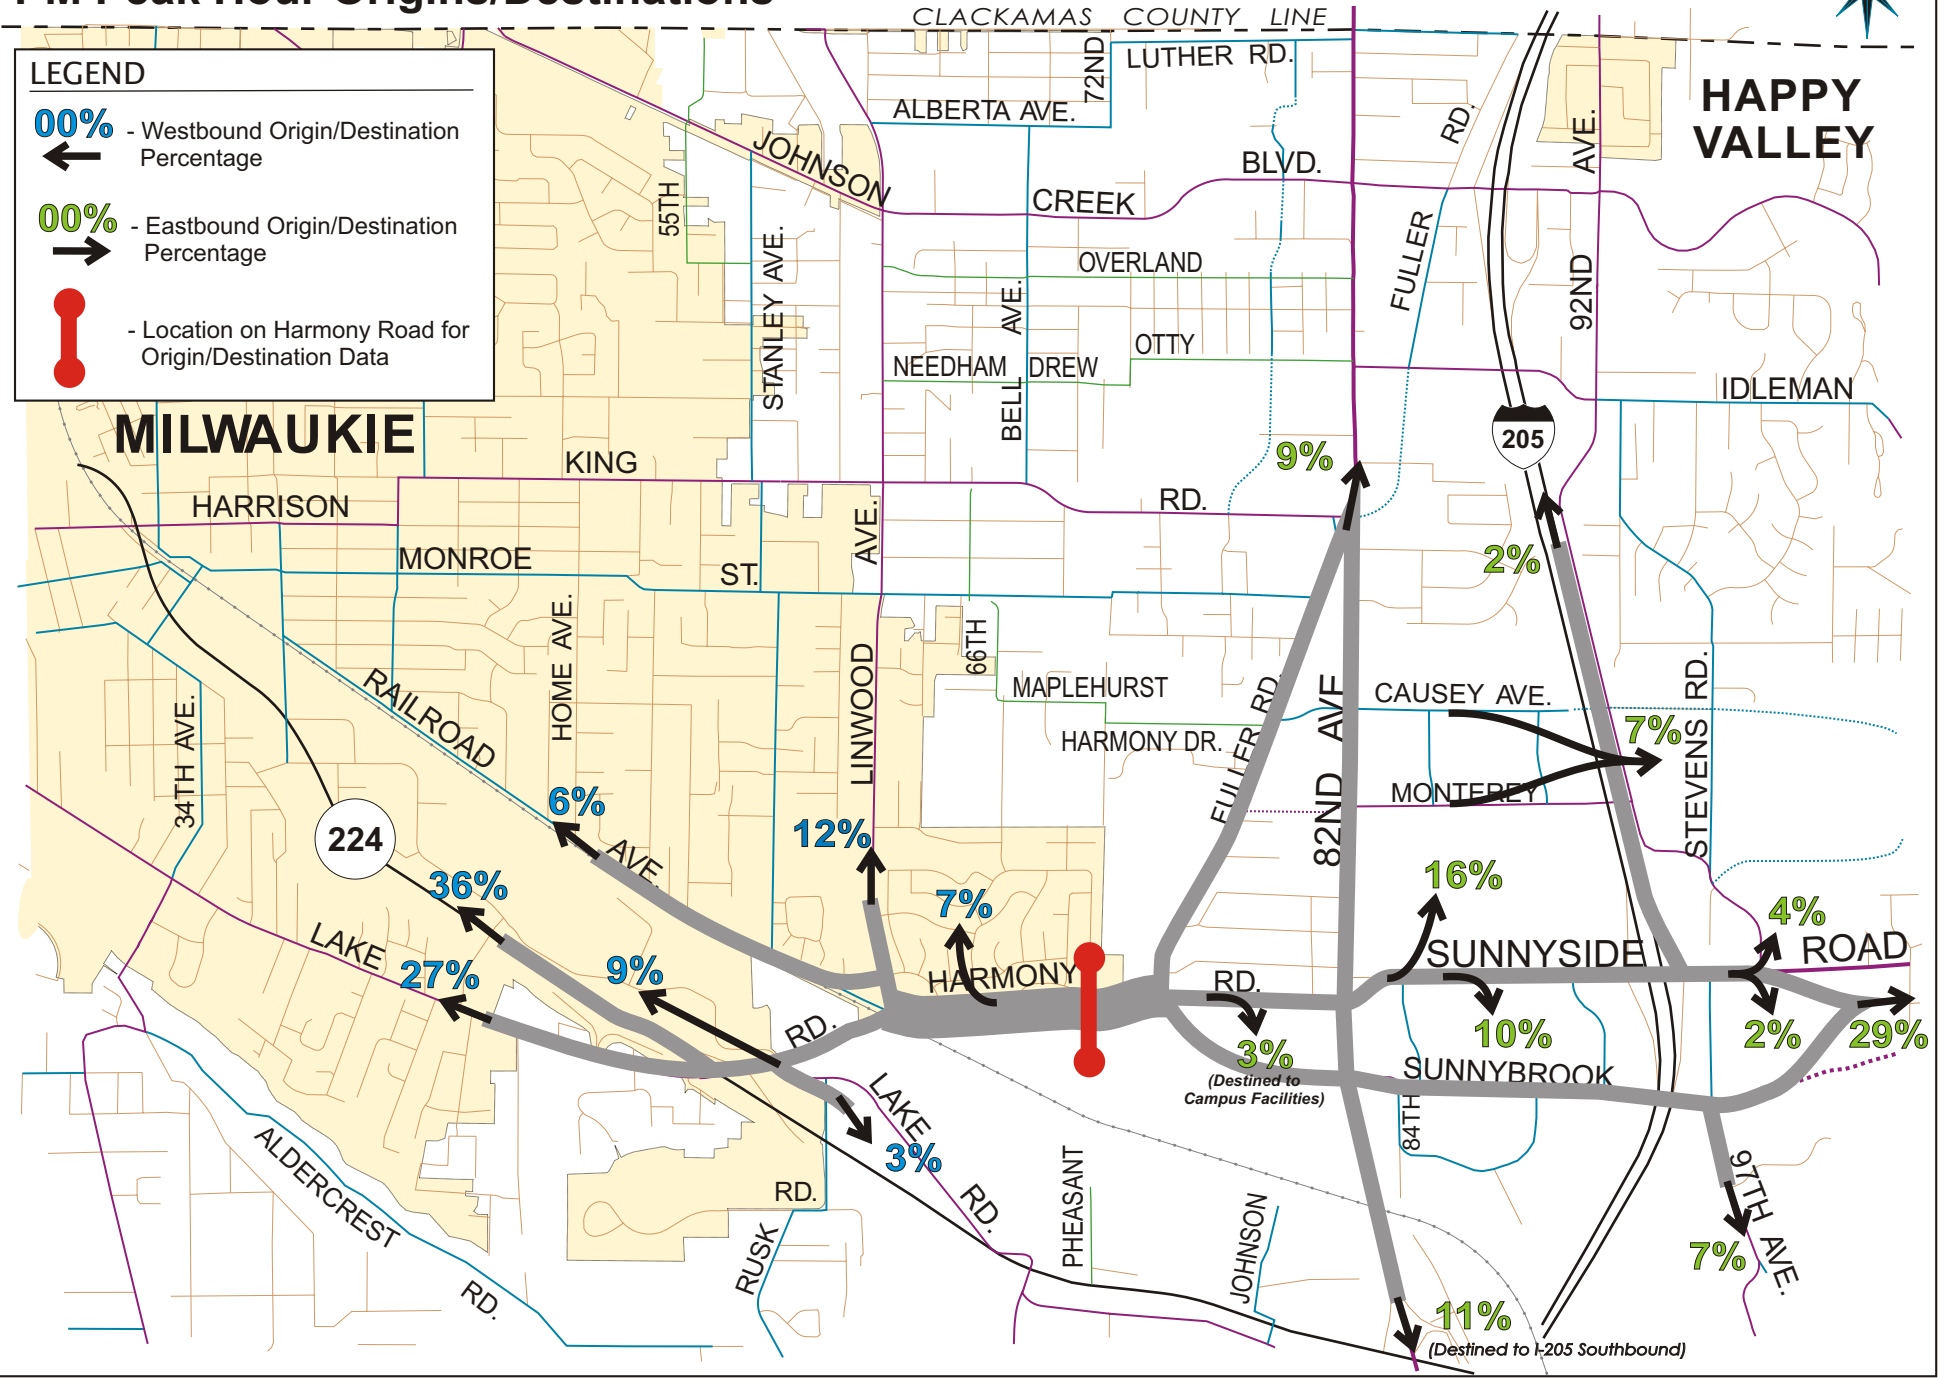 PM Peak Hour Origins/Destinations
CLACKAMAS COUNTY LINE
LEGEND
00% - Westbound Origin/Destination
Percentage
00% - Eastbound Origin/Destination
Percentage
- Location on Harmony Road for
Origin/Destination Data
HAPPY
VALLEY
MILWAUKIE
72ND
LUTHER RD.
ALBERTA AVE.
JOHNSON
CREEK
BLVD.
RD.
FULLER
AVE.
92ND
55TH
STANLEY AVE.
OVERLAND
BELL AVE.
OTTY
NEEDHAM
DREW
IDLEMAN
205
9%
2%
KING
RD.
HARRISON
MONROE
ST.
AVE.
LINWOOD
HOME AVE.
66TH
MAPLEHURST
HARMONY DR.
FULLER RD.
82ND AVE
CAUSEY AVE.
MONTEREY
7%
STEVENS RD.
34TH AVE.
RAILROAD
AVE.
224
6%
12%
36%
7%
16%
4%
LAKE
27%
9%
HARMONY
RD.
SUNNYSIDE
ROAD
RD.
3%
(Destined to
Campus Facilities)
10%
2%
29%
SUNNYBROOK
84TH
LAKE
RD.
3%
ALDERCREST
RD.
RD.
RUSK
PHEASANT
JOHNSON
97TH AVE.
7%
11%
(Destined to I-205 Southbound)